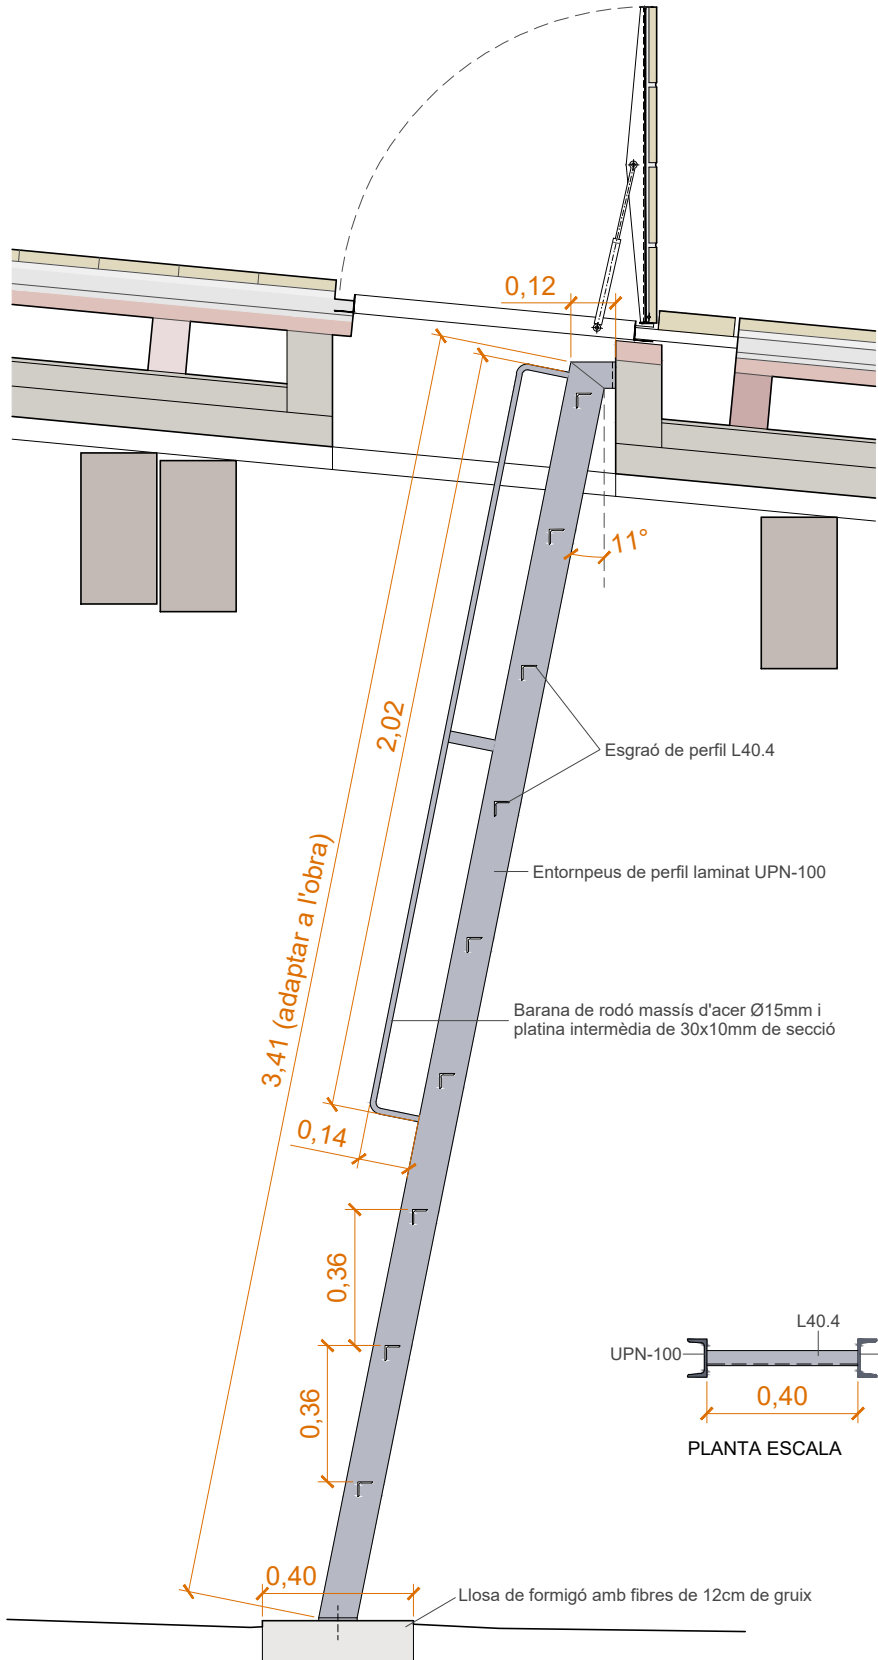 0,12
11°
2,02
Esgraó de perfil L40.4
3,41 (adaptar a l'obra)
Entornpeus de perfil laminat UPN-100
Barana de rodó massís d'acer Ø15mm i
platina intermèdia de 30x10mm de secció
0,14
0,36
0,36
L40.4
UPN-100
0,40
PLANTA ESCALA
0,40
Llosa de formigó amb fibres de 12cm de gruix